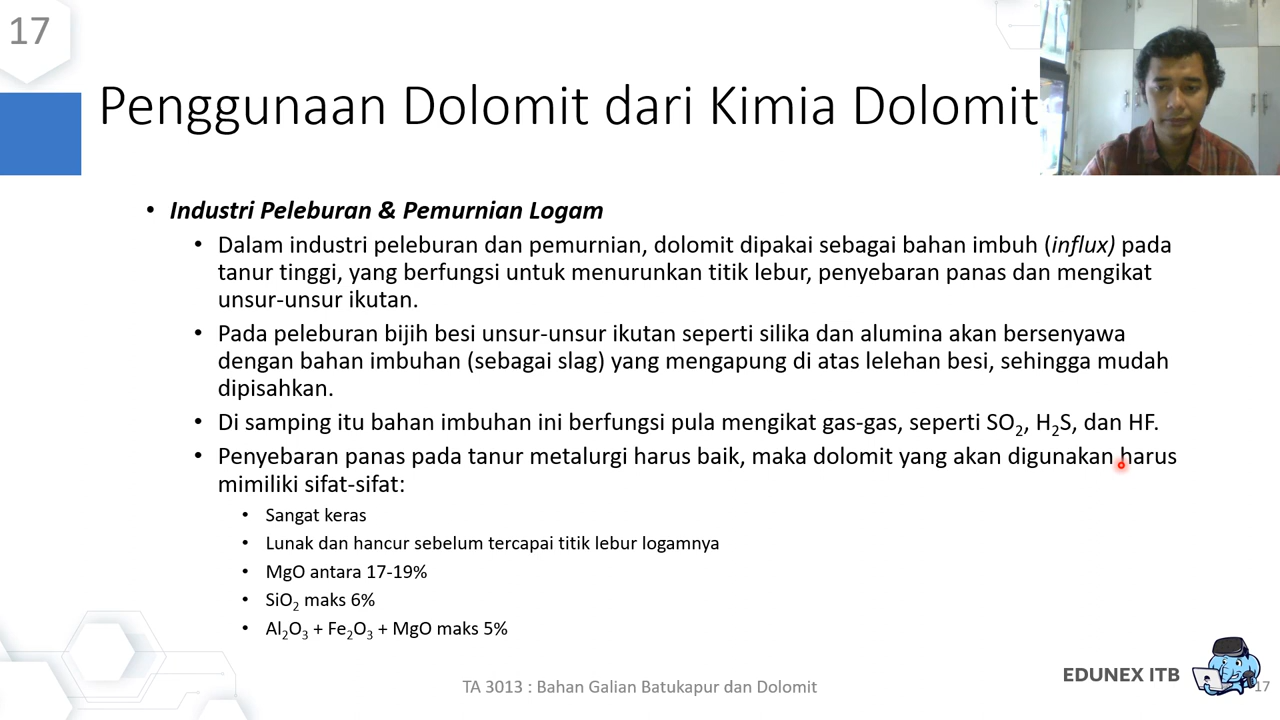 17
Penggunaan Dolomit dari Kimia Dolomit
• Industri Peleburan & Pemurnian Logam
• Dalam industri peleburan dan pemurnian, dolomit dipakai sebagai bahan imbuh (influx) pada
tanur tinggi, yang berfungsi untuk menurunkan titik lebur, penyebaran panas dan mengikat
unsur-unsur ikutan.
• Pada peleburan bijih besi unsur-unsur ikutan seperti silika dan alumina akan bersenyawa
dengan bahan imbuhan (sebagai slag) yang mengapung di atas lelehan besi, sehingga mudah
dipisahkan.
• Di samping itu bahan imbuhan ini berfungsi pula mengikat gas-gas, seperti SO₂, H₂S, dan HF.
• Penyebaran panas pada tanur metalurgi harus baik, maka dolomit yang akan digunakan harus
mimiliki sifat-sifat:
• Sangat keras
• Lunak dan hancur sebelum tercapai titik lebur logamnya
• MgO antara 17-19%
• SiO₂ maks 6%
• Al₂O₃ + Fe₂O₃ + MgO maks 5%
TA 3013 : Bahan Galian Batukapur dan Dolomit
EDUNEX ITB
17